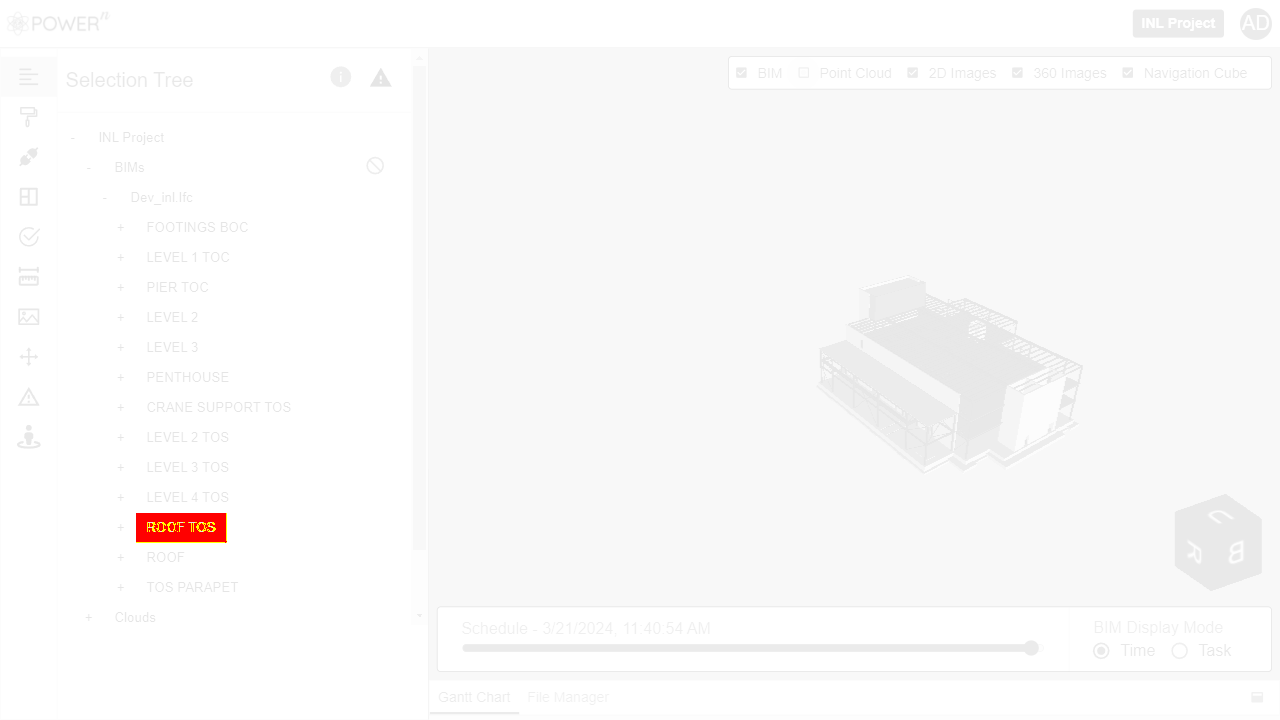 POWER n
INL Project
AD
Selection Tree
BIM
Point Cloud
2D Images
360 Images
Navigation Cube
- INL Project
- BIMs
- Dev_Inl.Ifc
+ FOOTINGS BOC
+ LEVEL 1 TOC
+ PIER TOC
+ LEVEL 2
+ LEVEL 3
+ PENTHOUSE
+ CRANE SUPPORT TOS
+ LEVEL 2 TOS
+ LEVEL 3 TOS
+ LEVEL 4 TOS
+ ROOF TOS
+ ROOF
+ TOS PARAPET
+ Clouds
U
R
B
Schedule - 3/21/2024, 11:40:54 AM
BIM Display Mode
Time
Task
Gantt Chart
File Manager